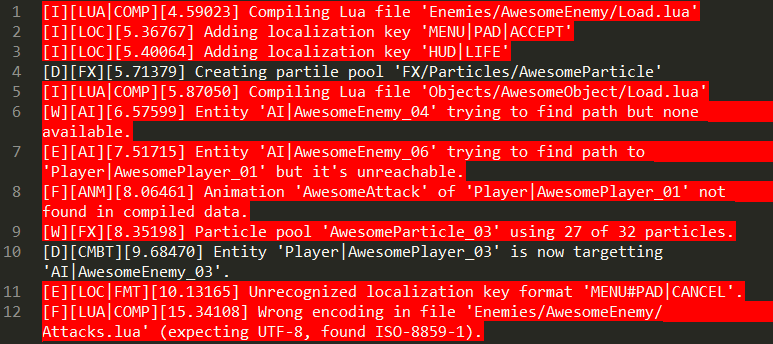 1 [I][LUA|COMP][4.59023] Compiling Lua file 'Enemies/AwesomeEnemy/Load.lua'
2 [I][LOC][5.36767] Adding localization key 'MENU|PAD|ACCEPT'
3 [I][LOC][5.40064] Adding localization key 'HUD|LIFE'
4 [D][FX][5.71379] Creating partile pool 'FX/Particles/AwesomeParticle'
5 [I][LUA|COMP][5.87050] Compiling Lua file 'Objects/AwesomeObject/Load.lua'
6 [W][AI][6.57599] Entity 'AI|AwesomeEnemy_04' trying to find path but none
available.
7 [E][AI][7.51715] Entity 'AI|AwesomeEnemy_06' trying to find path to
'Player|AwesomePlayer_01' but it's unreachable.
8 [F][ANM][8.06461] Animation 'AwesomeAttack' of 'Player|AwesomePlayer_01' not
found in compiled data.
9 [W][FX][8.35198] Particle pool 'AwesomeParticle_03' using 27 of 32 particles.
10 [D][CMBT][9.68470] Entity 'Player|AwesomePlayer_03' is now targetting
'AI|AwesomeEnemy_03'.
11 [E][LOC|FMT][10.13165] Unrecognized localization key format 'MENU#PAD|CANCEL'.
12 [F][LUA|COMP][15.34108] Wrong encoding in file 'Enemies/AwesomeEnemy/
Attacks.lua' (expecting UTF-8, found ISO-8859-1).